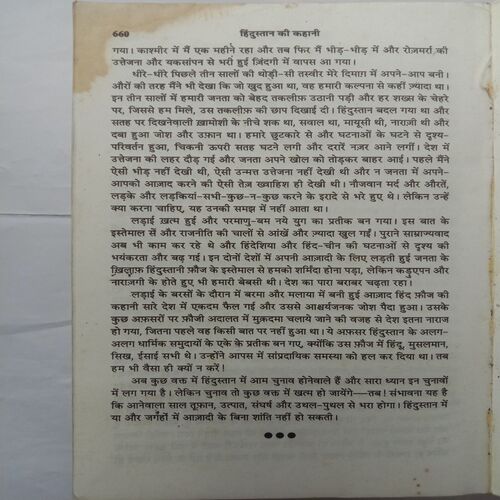 660
हिंदुस्तान की कहानी
गया। काश्मीर में मैं एक महीने रहा और तब फिर मैं भीड़-भीड़ में और रोज़मर्रा की
उत्तेजना और यकसांपन से भरी हुई ज़िंदगी में वापस आ गया।
धीरे-धीरे पिछले तीन सालों की थोड़ी-सी तस्वीर मेरे दिमाग़ में अपने-आप बनी।
औरों की तरह मैंने भी देखा कि जो खुद हुआ था, वह हमारी कल्पना से कहीं ज़्यादा था।
इन तीन सालों में हमारी जनता को बेहद तकलीफ़ उठानी पड़ी और हर शख्स के चेहरे
पर, जिससे हम मिले, उस तकलीफ़ की छाप दिखाई दी। हिंदुस्तान बदल गया था और
सतह पर दिखनेवाली ख़ामोशी के नीचे शक था, सवाल था, मायूसी थी, नाराज़ी थी और
दबा हुआ जोश और उफ़ान था। हमारे छुटकारे से और घटनाओं के घटने से दृश्य-
परिवर्तन हुआ, चिकनी ऊपरी सतह घटने लगी और दरारें नज़र आने लगीं। देश में
उत्तेजना की लहर दौड़ गई और जनता अपने खोल को तोड़कर बाहर आई। पहले मैंने
ऐसी भीड़ नहीं देखी थी, ऐसी उन्मत्त उत्तेजना नहीं देखी थी और न जनता में अपने-
आपको आज़ाद करने की ऐसी तेज़ ख्वाहिश ही देखी थी। नौजवान मर्द और औरतें,
लड़के और लड़कियां-सभी-कुछ-न-कुछ करने के इरादे से भरे हुए थे। लेकिन उन्हें
क्या करना चाहिए, यह उनकी समझ में नहीं आता था।
लड़ाई ख़त्म हुई और परमाणु-बम नये युग का प्रतीक बन गया। इस बात के
इस्तेमाल सें और राजनीति की चालों से आंखें और ज़्यादा खुल गईं। पुराने साम्राज्यवाद
अब भी काम कर रहे थे और हिंदेशिया और हिंद-चीन की घटनाओं से दृश्य की
भयंकरता और बढ़ गई। इन दोनों देशों में अपनी आज़ादी के लिए लड़ती हुई जनता के
ख़िलाफ़ हिंदुस्तानी फ़ौज के इस्तेमाल से हमको शर्मिंदा होना पड़ा, लेकिन कड़ुएपन और
नाराज़गी के होते हुए भी हमारी बेबसी थी। देश का पारा बराबर चढ़ता रहा।
लड़ाई के बरसों के दौरान में बरमा और मलाया में बनी हुई आज़ाद हिंद फ़ौज की
कहानी सारे देश में एकदम फैल गई और उससे आश्चर्यजनक जोश पैदा हुआ। उसके
कुछ अफ़सरों पर फ़ौजी अदालत में मुक़दमा चलाये जाने की वजह से देश इतना नाराज़
हो गया, जितना पहले वह किसी बात पर नहीं हुआ था। ये अफ़सर हिंदुस्तान के अलग-
अलग धार्मिक समुदायों के एके के प्रतीक बन गए, क्योंकि उस फ़ौज में हिंदू, मुसलमान,
सिख, ईसाई सभी थे। उन्होंने आपस में सांप्रदायिक समस्या को हल कर दिया था। तब
हम भी वैसा ही क्यों न करें!
अब कुछ वक़्त में हिंदुस्तान में आम चुनाव होनेवाले हैं और सारा ध्यान इन चुनावों
में लग गया है। लेकिन चुनाव तो कुछ वक़्त में खत्म हो जायेंगे—तब! संभावना यह है
कि आनेवाला साल तूफ़ान, उत्पात, संघर्ष और उथल-पुथल से भरा होगा। हिंदुस्तान में
या और जगहों में आज़ादी के बिना शांति नहीं हो सकती।